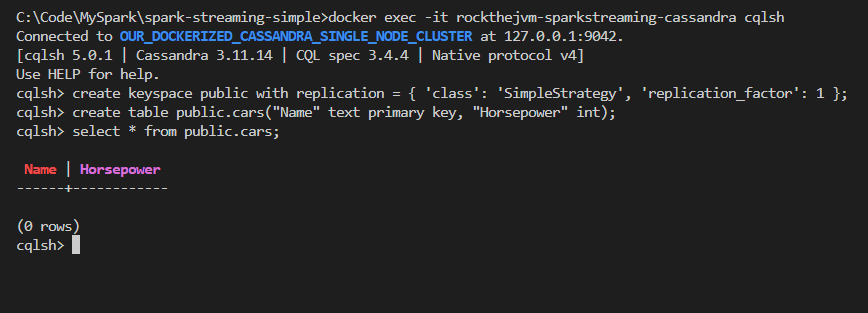 C:\Code\MySpark\spark-streaming-simple>docker exec -it rockthejvm-sparkstreaming-cassandra cqlsh
Connected to OUR_DOCKERIZED_CASSANDRA_SINGLE_NODE_CLUSTER at 127.0.0.1:9042.
[cqlsh 5.0.1 | Cassandra 3.11.14 | CQL spec 3.4.4 | Native protocol v4]
Use HELP for help.
cqlsh> create keyspace public with replication = { 'class': 'SimpleStrategy', 'replication_factor': 1 };
cqlsh> create table public.cars("Name" text primary key, "Horsepower" int);
cqlsh> select * from public.cars;
 Name | Horsepower
------+------------
(0 rows)
cqlsh>